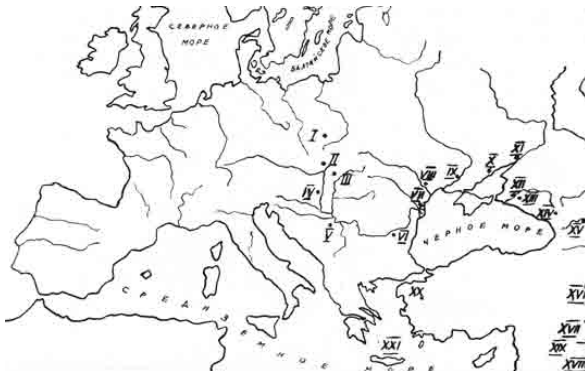 СЕВЕРНОЕ
МОРЕ
БАЛТИЙСКОЕ МОРЕ
I
II
III
IV
V
VI
VII
VIII
IX
X
XI
XII
XIII
XIV
XV
ЧЕРНОЕ МОРЕ
XX
XVI
XXI
XVII
XIX
XVIII
СРЕДИЗЕМНОЕ МОРЕ